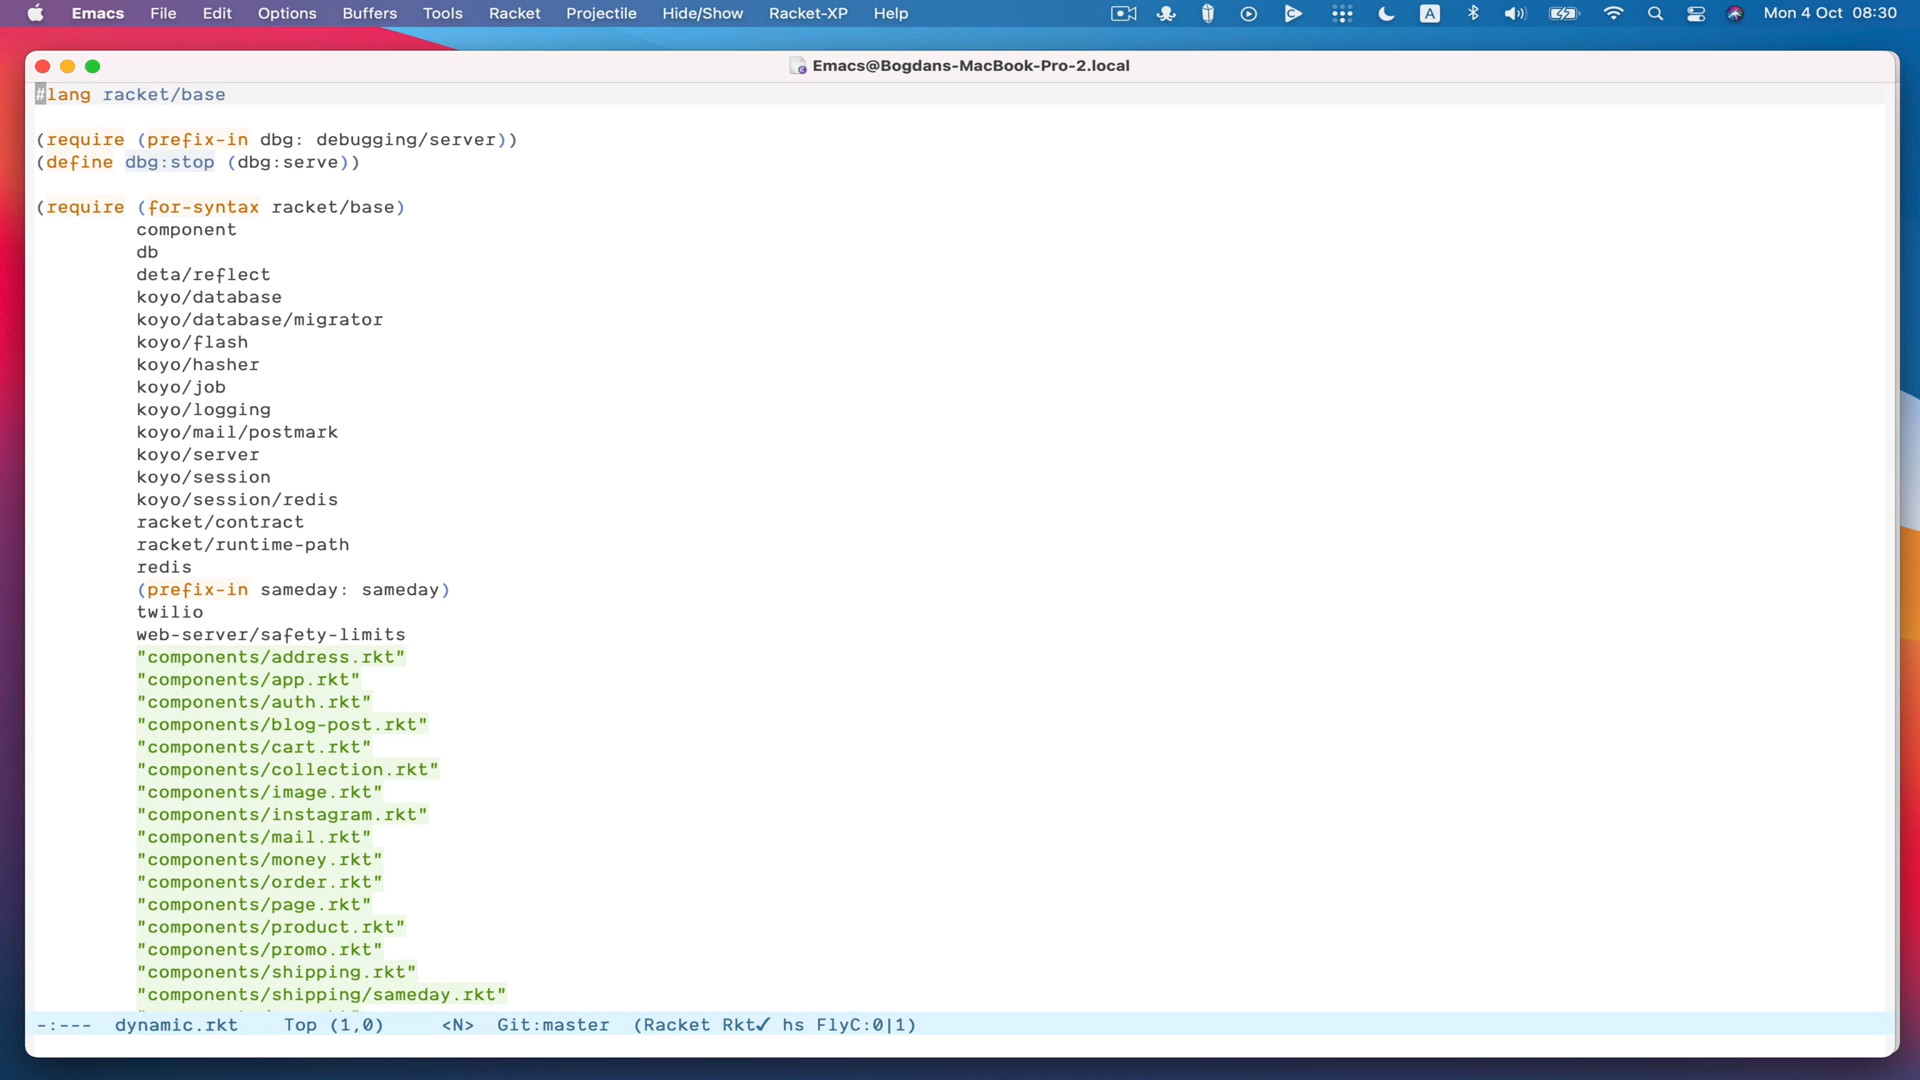 Emacs File Edit Options Buffers Tools Racket Projectile Hide/Show Racket-XP Help A Mon 4 Oct 08:30
Emacs@Bogdans-MacBook-Pro-2.local
#lang racket/base
(require (prefix-in dbg: debugging/server))
(define dbg:stop (dbg:serve))
(require (for-syntax racket/base)
component
db
deta/reflect
koyo/database
koyo/database/migrator
koyo/flash
koyo/hasher
koyo/job
koyo/logging
koyo/mail/postmark
koyo/server
koyo/session
koyo/session/redis
racket/contract
racket/runtime-path
redis
(prefix-in sameday: sameday)
twilio
web-server/safety-limits
"components/address.rkt"
"components/app.rkt"
"components/auth.rkt"
"components/blog-post.rkt"
"components/cart.rkt"
"components/collection.rkt"
"components/image.rkt"
"components/instagram.rkt"
"components/mail.rkt"
"components/money.rkt"
"components/order.rkt"
"components/page.rkt"
"components/product.rkt"
"components/promo.rkt"
"components/shipping.rkt"
"components/shipping/sameday.rkt"
-:--- dynamic.rkt Top (1,0) <N> Git:master (Racket Rkt✓ hs FlyC:0|1)